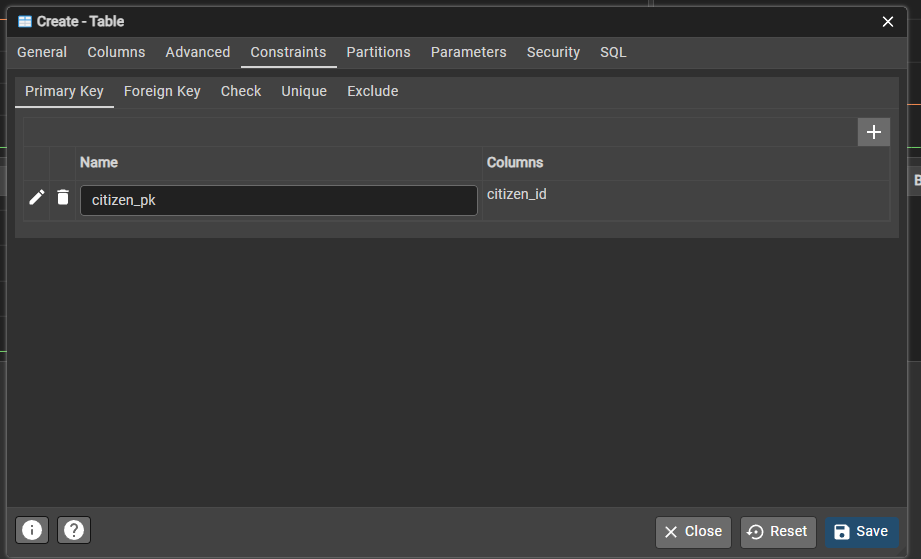 Create - Table
General Columns Advanced Constraints Partitions Parameters Security SQL
Primary Key Foreign Key Check Unique Exclude
Name Columns
citizen_pk citizen_id
Close Reset Save